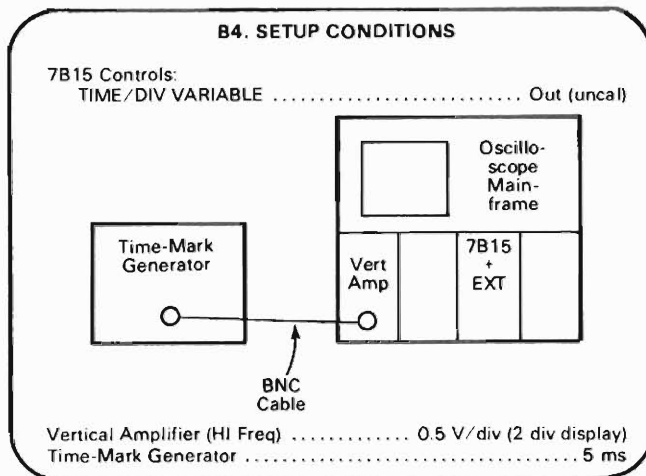 B4. SETUP CONDITIONS
7B15 Controls:
TIME/DIV VARIABLE .............................. Out (uncal)
Oscillo-
scope
Main-
frame
Time-Mark
Generator
Vert
Amp
7B15
+
EXT
BNC
Cable
Vertical Amplifier (HI Freq) ............... 0.5 V/div (2 div display)
Time-Mark Generator ....................................... 5 ms